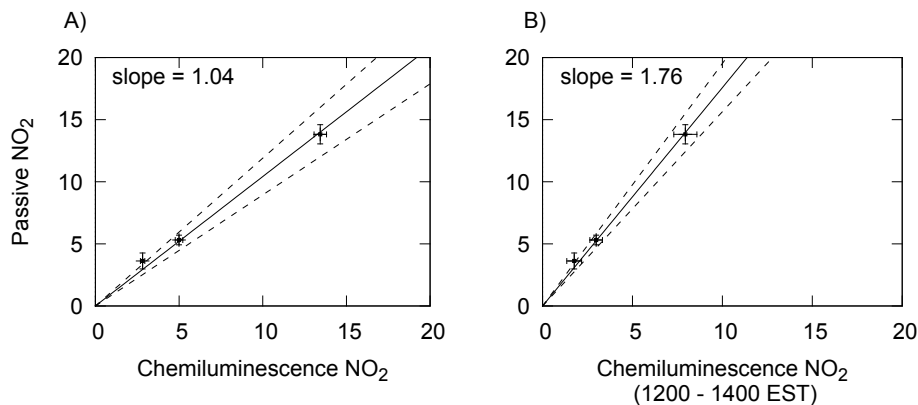 A)
slope = 1.04
Passive NO₂
20
15
10
5
0
0 5 10 15 20
Chemiluminescence NO₂
B)
slope = 1.76
20
15
10
5
0
0 5 10 15 20
Chemiluminescence NO₂
(1200 - 1400 EST)